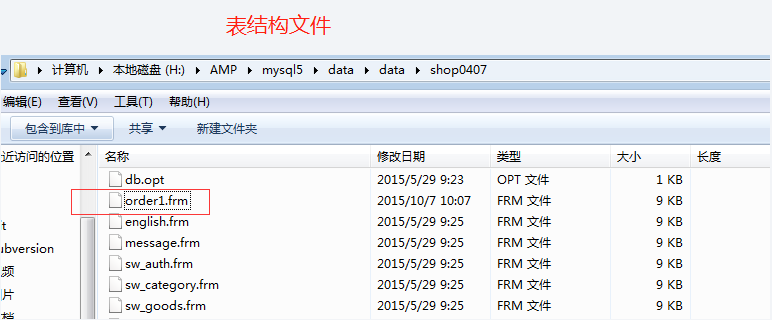 表结构文件
计算机 本地磁盘 (H:) AMP mysql5 data data shop0407
编辑(E) 查看(V) 工具(T) 帮助(H)
包含到库中 共享 新建文件夹
近访问的位置 名称 修改日期 类型 大小 长度
db.opt 2015/5/29 9:23 OPT 文件 1 KB
order1.frm 2015/10/7 10:07 FRM 文件 9 KB
t english.frm 2015/5/29 9:25 FRM 文件 9 KB
ubversion message.frm 2015/5/29 9:25 FRM 文件 9 KB
频 sw_auth.frm 2015/5/29 9:25 FRM 文件 9 KB
片 sw_category.frm 2015/5/29 9:25 FRM 文件 9 KB
档 sw_goods.frm 2015/5/29 9:25 FRM 文件 9 KB